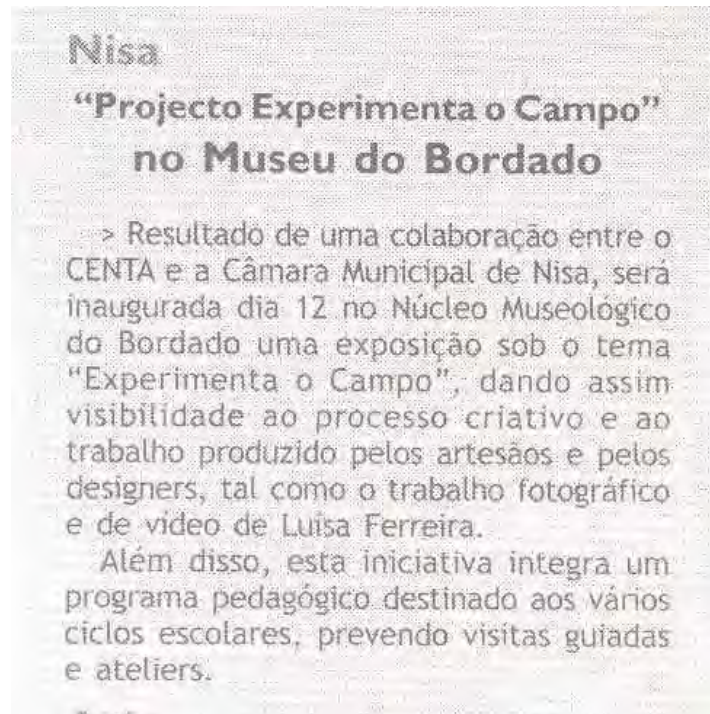 Nisa
“Projecto Experimenta o Campo”
no Museu do Bordado
> Resultado de uma colaboração entre o
CENTA e a Câmara Municipal de Nisa, será
inaugurada dia 12 no Núcleo Museológico
do Bordado uma exposição sob o tema
“Experimenta o Campo”, dando assim
visibilidade ao processo criativo e ao
trabalho produzido pelos artesãos e pelos
designers, tal como o trabalho fotográfico
e de vídeo de Luísa Ferreira.
Além disso, esta iniciativa integra um
programa pedagógico destinado aos vários
ciclos escolares, prevendo visitas guiadas
e ateliers.